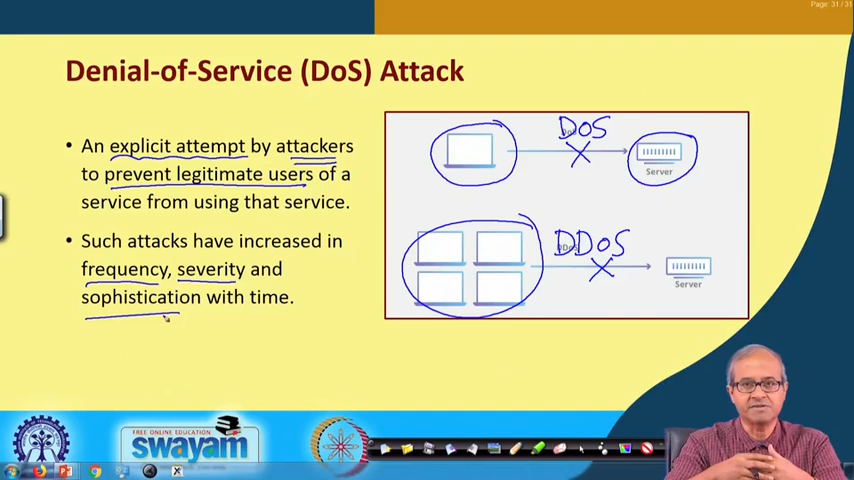 Page: 31 / 31
Denial-of-Service (DoS) Attack
• An explicit attempt by attackers
to prevent legitimate users of a
service from using that service.
• Such attacks have increased in
frequency, severity and
sophistication with time.
DOS
Server
DDOS
Server
FREE ONLINE EDUCATION
swayam